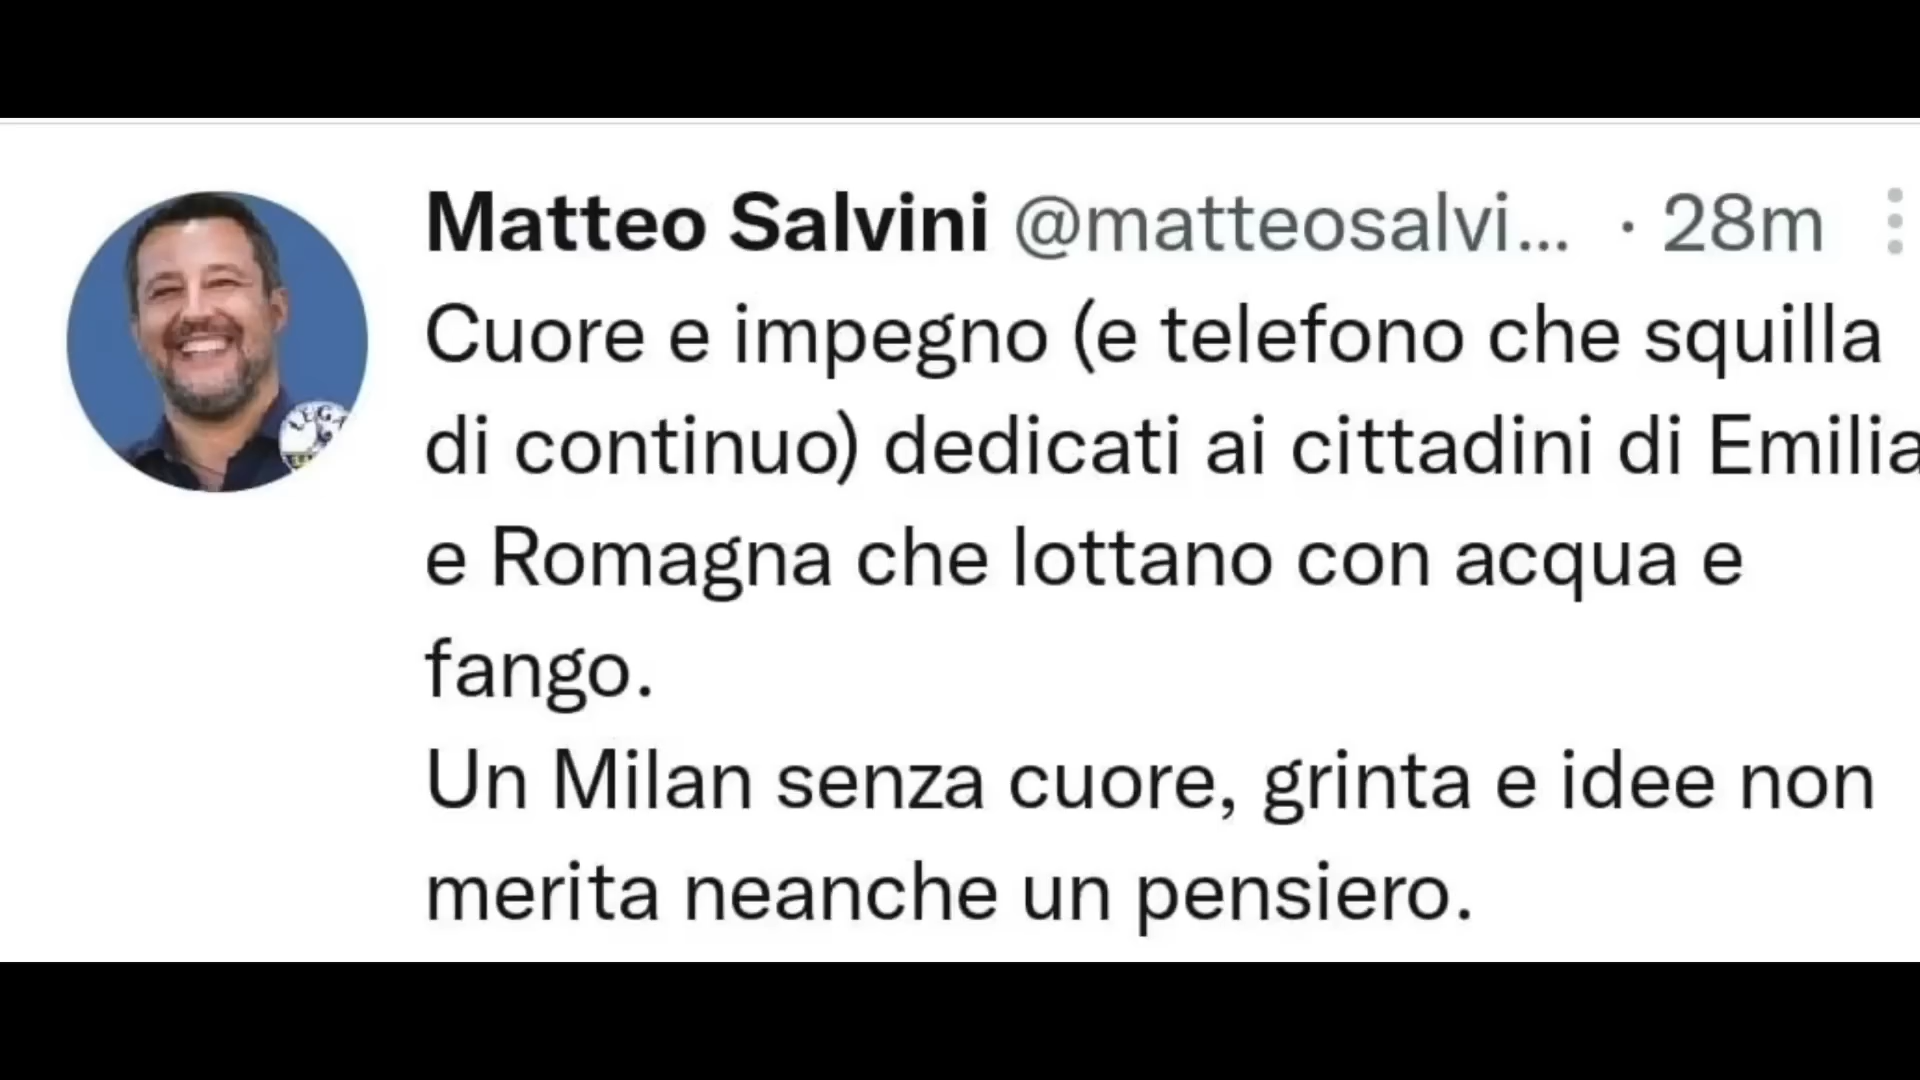 Matteo Salvini @matteosalvi... · 28m
Cuore e impegno (e telefono che squilla
di continuo) dedicati ai cittadini di Emilia
e Romagna che lottano con acqua e
fango.
Un Milan senza cuore, grinta e idee non
merita neanche un pensiero.
LEGA